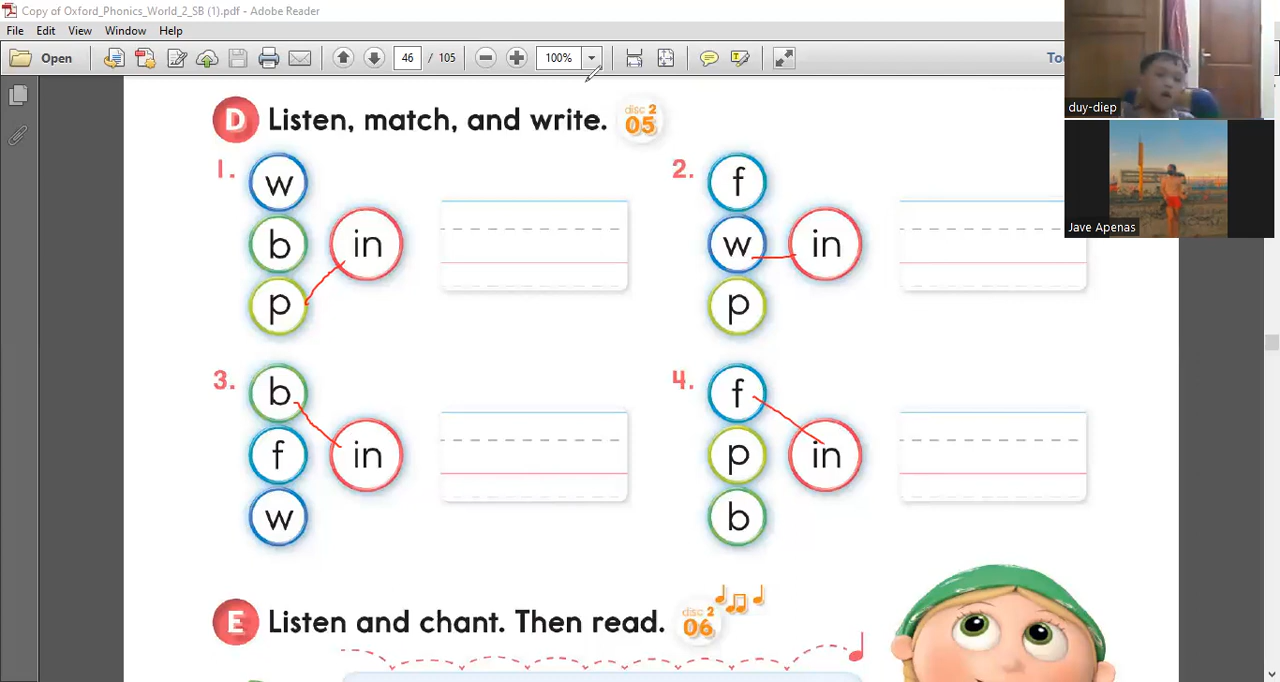 Copy of Oxford_Phonics_World_2_SB (1).pdf - Adobe Reader
File Edit View Window Help
Open 46 / 105 100% Too
duy-diep
Jave Apenas
D Listen, match, and write. disc 2 05
1. w b p in
2. f w p in
3. b f w in
4. f p b in
E Listen and chant. Then read. disc 2 06